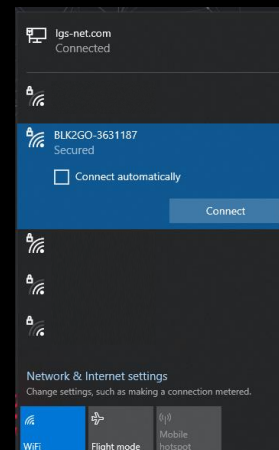 lgs-net.com
Connected
BLK2GO-3631187
Secured
Connect automatically
Connect
Network & Internet settings
Change settings, such as making a connection metered.
WiFi
Flight mode
Mobile
hotspot